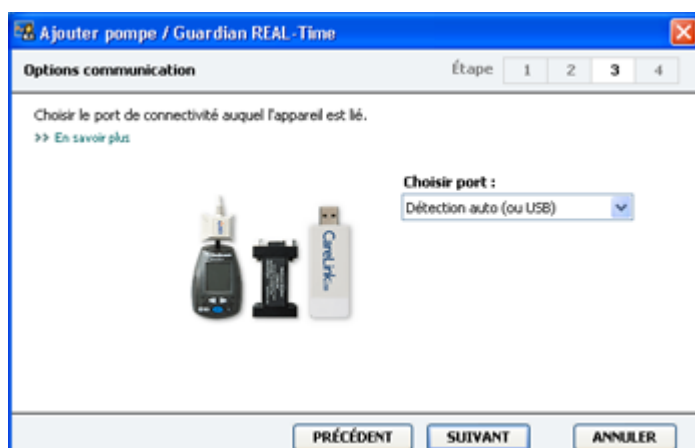 Ajouter pompe / Guardian REAL-Time
Options communication
Étape 1 2 3 4
Choisir le port de connectivité auquel l'appareil est lié.
>> En savoir plus
Choisir port :
Détection auto (ou USB)
CareLink
PRÉCÉDENT SUIVANT ANNULER